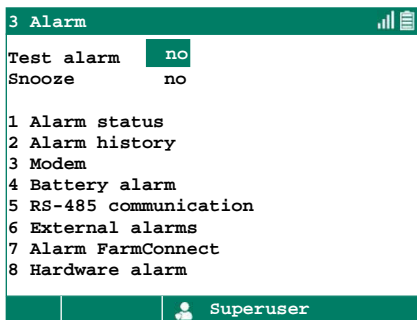 3 Alarm
Test alarm no
Snooze no
1 Alarm status
2 Alarm history
3 Modem
4 Battery alarm
5 RS-485 communication
6 External alarms
7 Alarm FarmConnect
8 Hardware alarm
Superuser